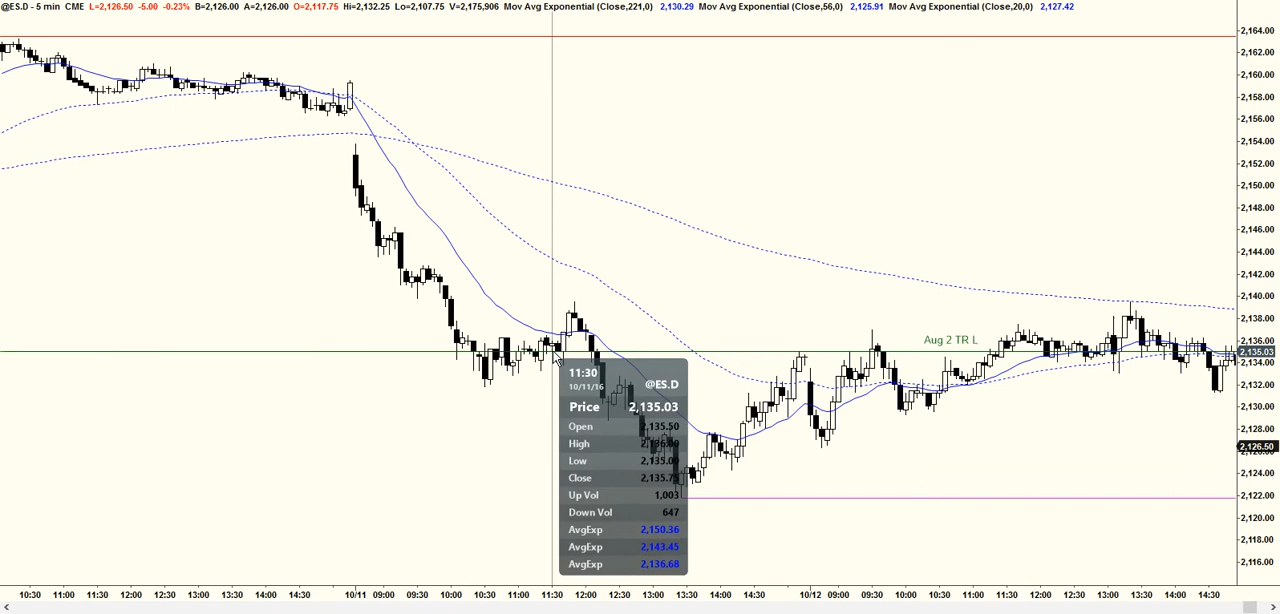 @ES.D - 5 min CME L=2,126.50 -5.00 -0.23% B=2,126.00 A=2,126.00 O=2,117.75 Hi=2,132.25 Lo=2,107.75 V=2,175,906 Mov Avg Exponential (Close,221,0) 2,130.29 Mov Avg Exponential (Close,56,0) 2,125.91 Mov Avg Exponential (Close,20,0) 2,127.42
2,164.00
2,162.00
2,160.00
2,158.00
2,156.00
2,154.00
2,152.00
2,150.00
2,148.00
2,146.00
2,144.00
2,142.00
2,140.00
2,138.00
2,136.00
Aug 2 TR L
2,135.03
2,134.00
2,132.00
2,130.00
2,128.00
2,126.50
2,124.00
2,122.00
2,120.00
2,118.00
2,116.00
11:30
10/11/16 @ES.D
Price 2,135.03
Open 2,135.50
High 2,136.00
Low 2,135.00
Close 2,135.75
Up Vol 1,003
Down Vol 647
AvgExp 2,150.36
AvgExp 2,143.45
AvgExp 2,136.68
10:30 11:00 11:30 12:00 12:30 13:00 13:30 14:00 14:30 10/11 09:00 09:30 10:00 10:30 11:00 11:30 12:00 12:30 13:00 13:30 14:00 14:30 10/12 09:00 09:30 10:00 10:30 11:00 11:30 12:00 12:30 13:00 13:30 14:00 14:30